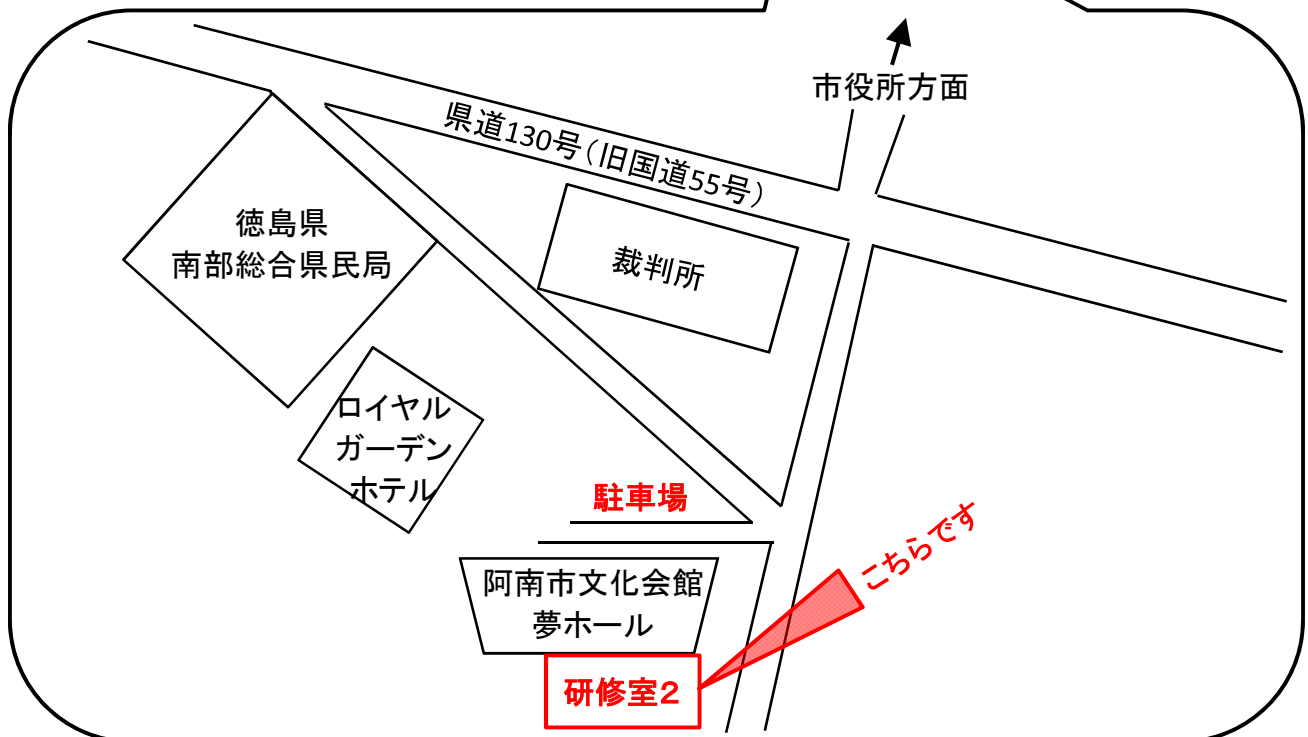 市役所方面
県道130号(旧国道55号)
徳島県
南部総合県民局
裁判所
ロイヤル
ガーデン
ホテル
駐車場
こちらです
阿南市文化会館
夢ホール
研修室2